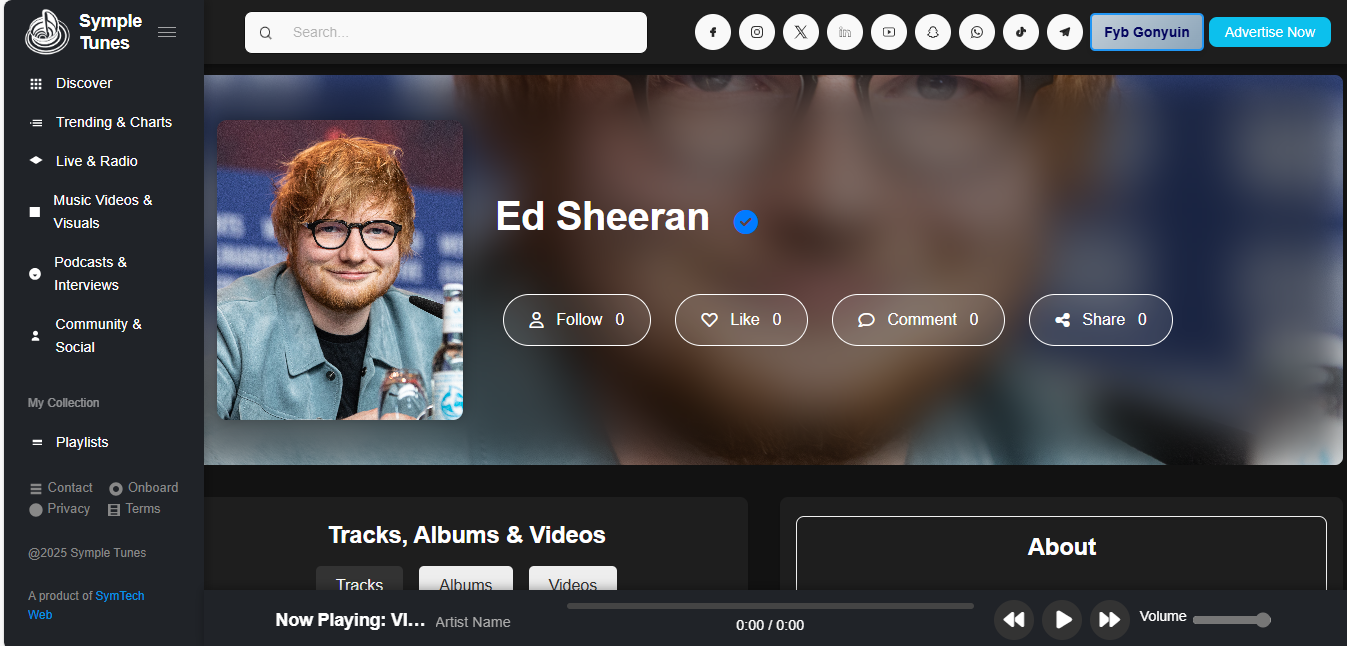 Symple
Tunes
Search...
Fyb Gonyuin
Advertise Now
Discover
Trending & Charts
Live & Radio
Music Videos &
Visuals
Podcasts &
Interviews
Community &
Social
My Collection
Playlists
Contact
Onboard
Privacy
Terms
@2025 Symple Tunes
A product of SymTech
Web
Ed Sheeran
Follow 0
Like 0
Comment 0
Share 0
Tracks, Albums & Videos
Tracks
Albums
Videos
About
Now Playing: VI...
Artist Name
0:00 / 0:00
Volume